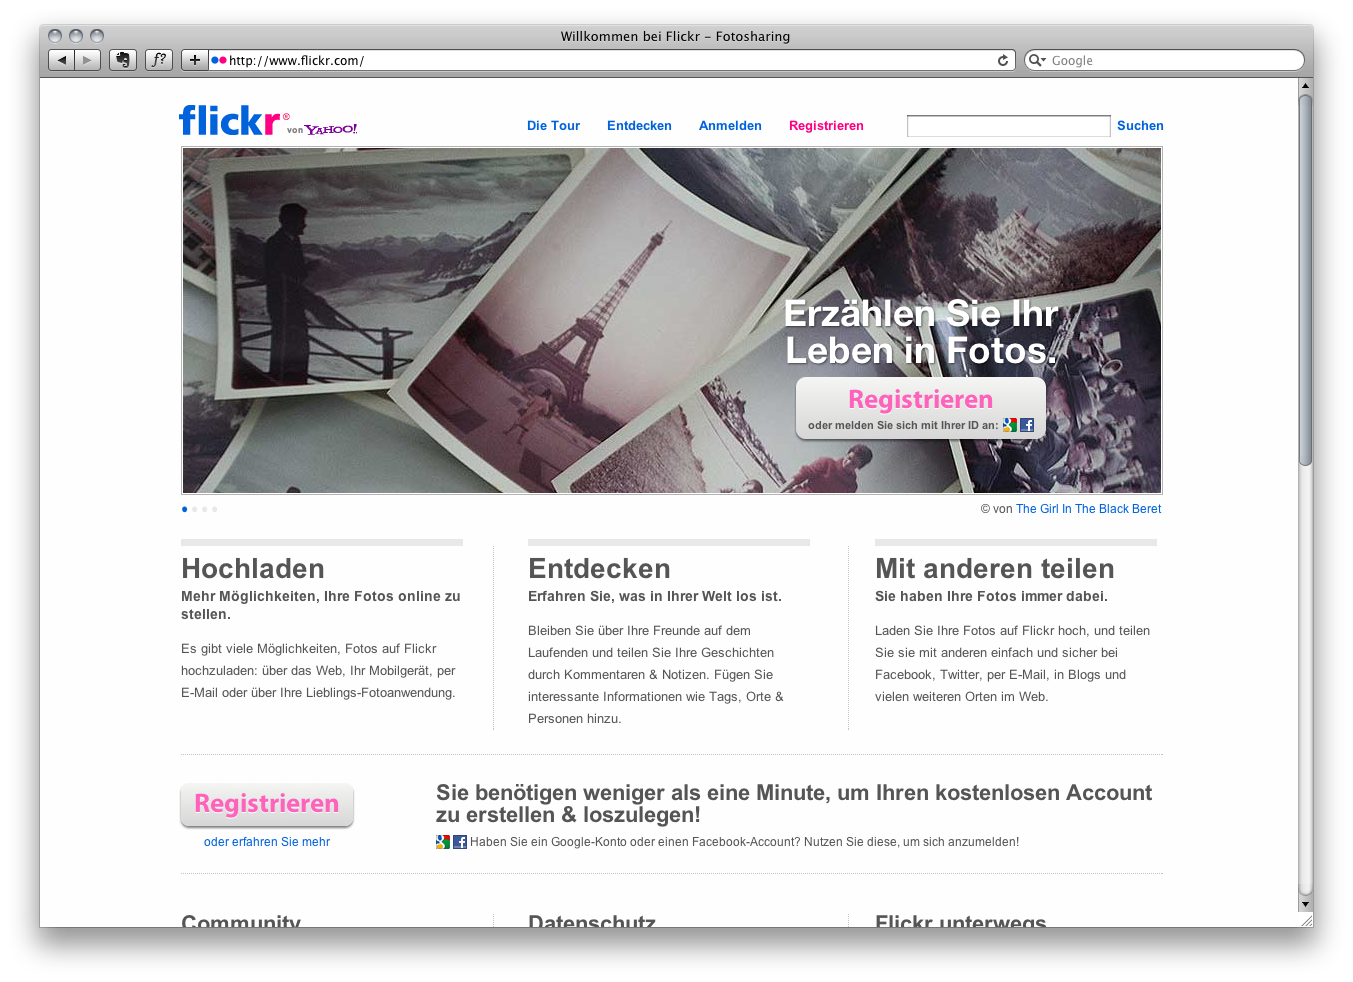 Willkommen bei Flickr – Fotosharing
f?
http://www.flickr.com/
Google
flickr® von YAHOO!
Die Tour Entdecken Anmelden Registrieren Suchen
Erzählen Sie Ihr
Leben in Fotos.
Registrieren
oder melden Sie sich mit Ihrer ID an:
© von The Girl In The Black Beret
Hochladen
Mehr Möglichkeiten, Ihre Fotos online zu
stellen.
Es gibt viele Möglichkeiten, Fotos auf Flickr
hochzuladen: über das Web, Ihr Mobilgerät, per
E-Mail oder über Ihre Lieblings-Fotoanwendung.
Entdecken
Erfahren Sie, was in Ihrer Welt los ist.
Bleiben Sie über Ihre Freunde auf dem
Laufenden und teilen Sie Ihre Geschichten
durch Kommentaren & Notizen. Fügen Sie
interessante Informationen wie Tags, Orte &
Personen hinzu.
Mit anderen teilen
Sie haben Ihre Fotos immer dabei.
Laden Sie Ihre Fotos auf Flickr hoch, und teilen
Sie sie mit anderen einfach und sicher bei
Facebook, Twitter, per E-Mail, in Blogs und
vielen weiteren Orten im Web.
Registrieren
oder erfahren Sie mehr
Sie benötigen weniger als eine Minute, um Ihren kostenlosen Account
zu erstellen & loszulegen!
Haben Sie ein Google-Konto oder einen Facebook-Account? Nutzen Sie diese, um sich anzumelden!
Community
Datenschutz
Flickr unterwegs